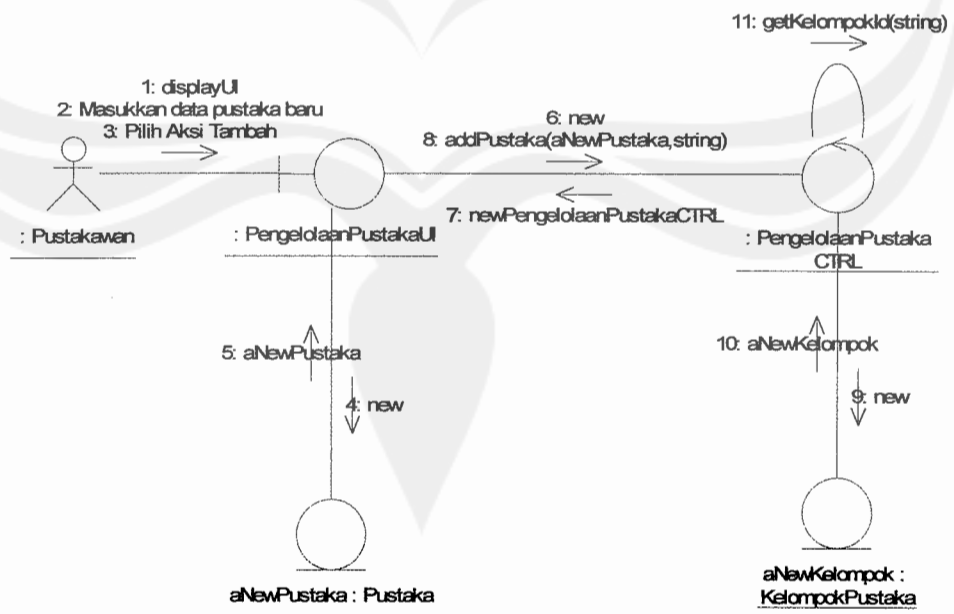 11: getKelompokId(string)
1: displayUI
2: Masukkan data pustaka baru
3: Pilih Aksi Tambah
6: new
8: addPustaka(aNewPustaka,string)
7: newPengelolaanPustakaCTRL
: Pustakawan
: PengelolaanPustakaUI
: PengelolaanPustaka
CTRL
5: aNewPustaka
4: new
10: aNewKelompok
9: new
aNewPustaka : Pustaka
aNewKelompok :
KelompokPustaka